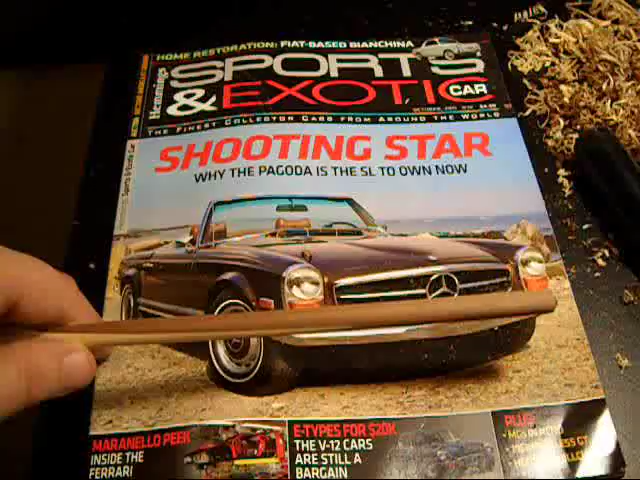 HOME RESTORATION: FIAT-BASED BIANCHINA
Hemmings
SPORTS
& EXOTIC
CAR
THE FINEST COLLECTOR CARS FROM AROUND THE WORLD
SHOOTING STAR
WHY THE PAGODA IS THE SL TO OWN NOW
MARANELLO PEEK
INSIDE THE
FERRARI
E-TYPES FOR $20K
THE V-12 CARS
ARE STILL A
BARGAIN
PLUS